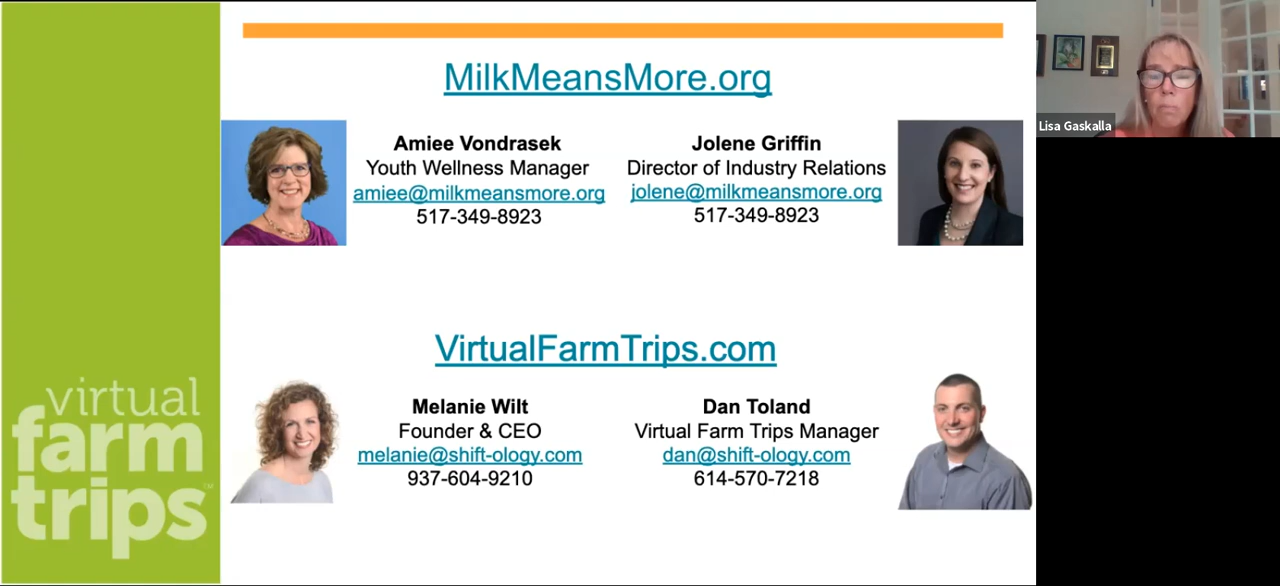 MilkMeansMore.org
Amiee Vondrasek
Youth Wellness Manager
amiee@milkmeansmore.org
517-349-8923
Jolene Griffin
Director of Industry Relations
jolene@milkmeansmore.org
517-349-8923
VirtualFarmTrips.com
Melanie Wilt
Founder & CEO
melanie@shift-ology.com
937-604-9210
Dan Toland
Virtual Farm Trips Manager
dan@shift-ology.com
614-570-7218
virtual
farm
trips™
Lisa Gaskalla